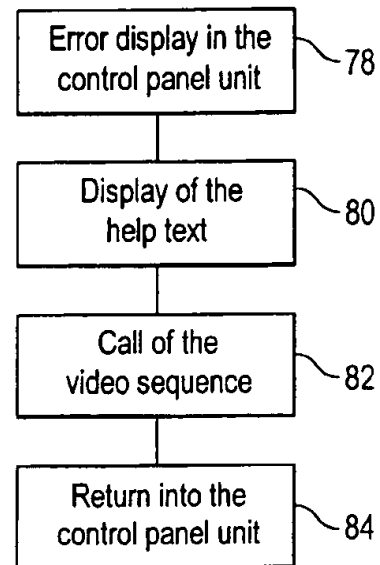 Error display in the
control panel unit
78
Display of the
help text
80
Call of the
video sequence
82
Return into the
control panel unit
84